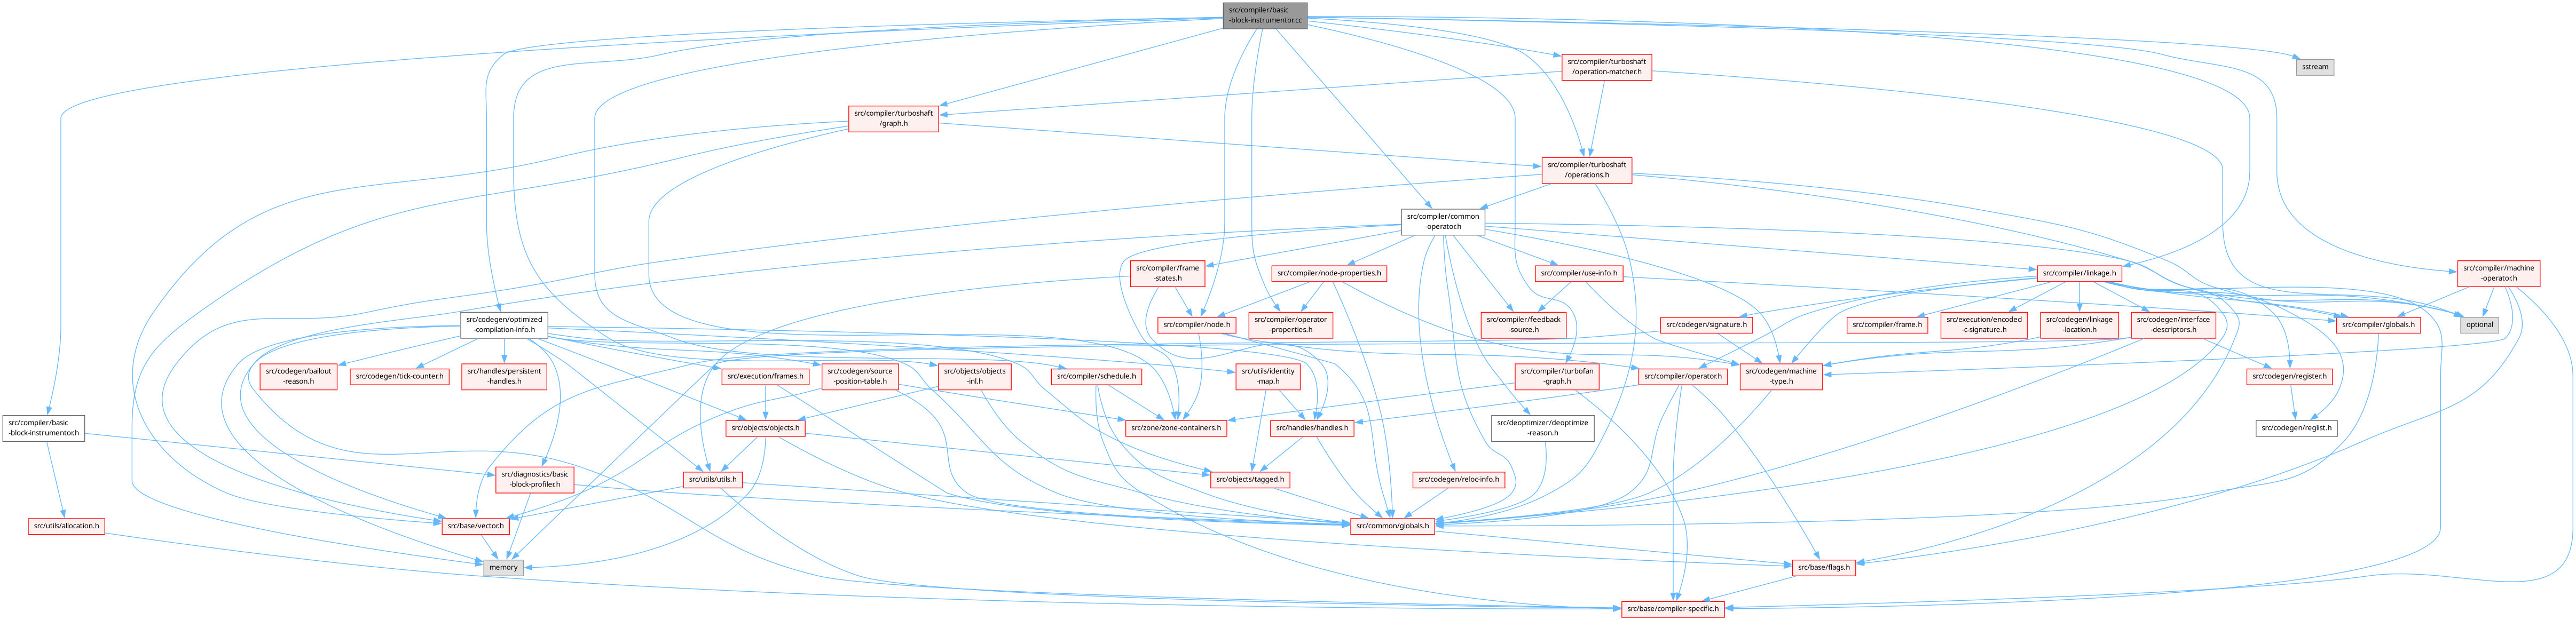 src/compiler/basic
-block-instrumentor.cc
src/compiler/turboshaft
/operation-matcher.h
sstream
src/compiler/turboshaft
/graph.h
src/compiler/turboshaft
/operations.h
src/compiler/common
-operator.h
src/compiler/frame
-states.h
src/compiler/node-properties.h
src/compiler/use-info.h
src/compiler/linkage.h
src/compiler/machine
-operator.h
src/codegen/optimized
-compilation-info.h
src/compiler/node.h
src/compiler/operator
-properties.h
src/compiler/feedback
-source.h
src/codegen/signature.h
src/compiler/frame.h
src/execution/encoded
-c-signature.h
src/codegen/linkage
-location.h
src/codegen/interface
-descriptors.h
src/compiler/globals.h
optional
src/codegen/bailout
-reason.h
src/codegen/tick-counter.h
src/handles/persistent
-handles.h
src/execution/frames.h
src/codegen/source
-position-table.h
src/objects/objects
-inl.h
src/compiler/schedule.h
src/utils/identity
-map.h
src/compiler/turbofan
-graph.h
src/compiler/operator.h
src/codegen/machine
-type.h
src/codegen/register.h
src/compiler/basic
-block-instrumentor.h
src/objects/objects.h
src/zone/zone-containers.h
src/handles/handles.h
src/deoptimizer/deoptimize
-reason.h
src/codegen/reglist.h
src/diagnostics/basic
-block-profiler.h
src/utils/utils.h
src/objects/tagged.h
src/codegen/reloc-info.h
src/utils/allocation.h
src/base/vector.h
src/common/globals.h
memory
src/base/flags.h
src/base/compiler-specific.h